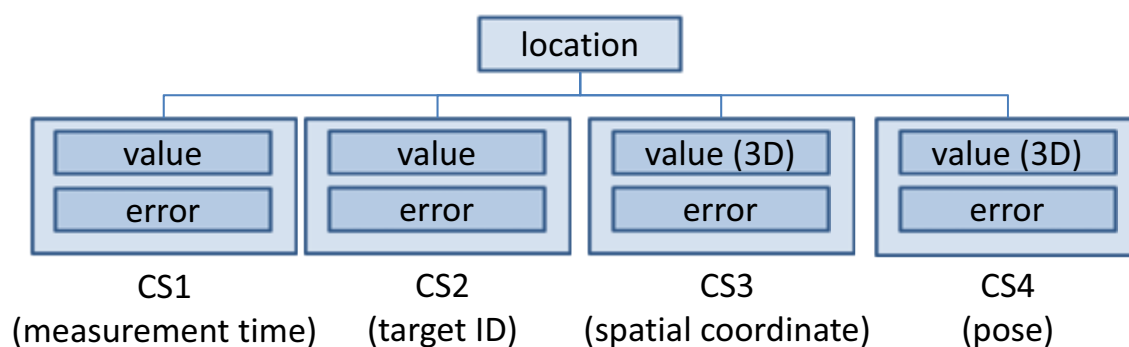 location
value
error
CS1
(measurement time)
value
error
CS2
(target ID)
value (3D)
error
CS3
(spatial coordinate)
value (3D)
error
CS4
(pose)